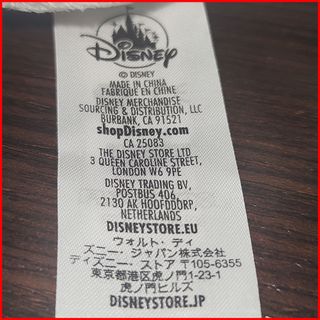 Disney
© DISNEY
MADE IN CHINA
FABRIQUE EN CHINE
DISNEY MERCHANDISE
SOURCING & DISTRIBUTION, LLC
BURBANK, CA 91521
shopDisney.com
CA 25083
THE DISNEY STORE LTD
3 QUEEN CAROLINE STREET,
LONDON W6 9PE
DISNEY TRADING BV,
POSTBUS 406,
2130 AK HOOFDDORP,
NETHERLANDS
DISNEYSTORE.EU
ウォルト・ディ
ズニー・ジャパン株式会社
ディズニー・ストア 〒105-6355
東京都港区虎ノ門1-23-1
虎ノ門ヒルズ
DISNEYSTORE.JP